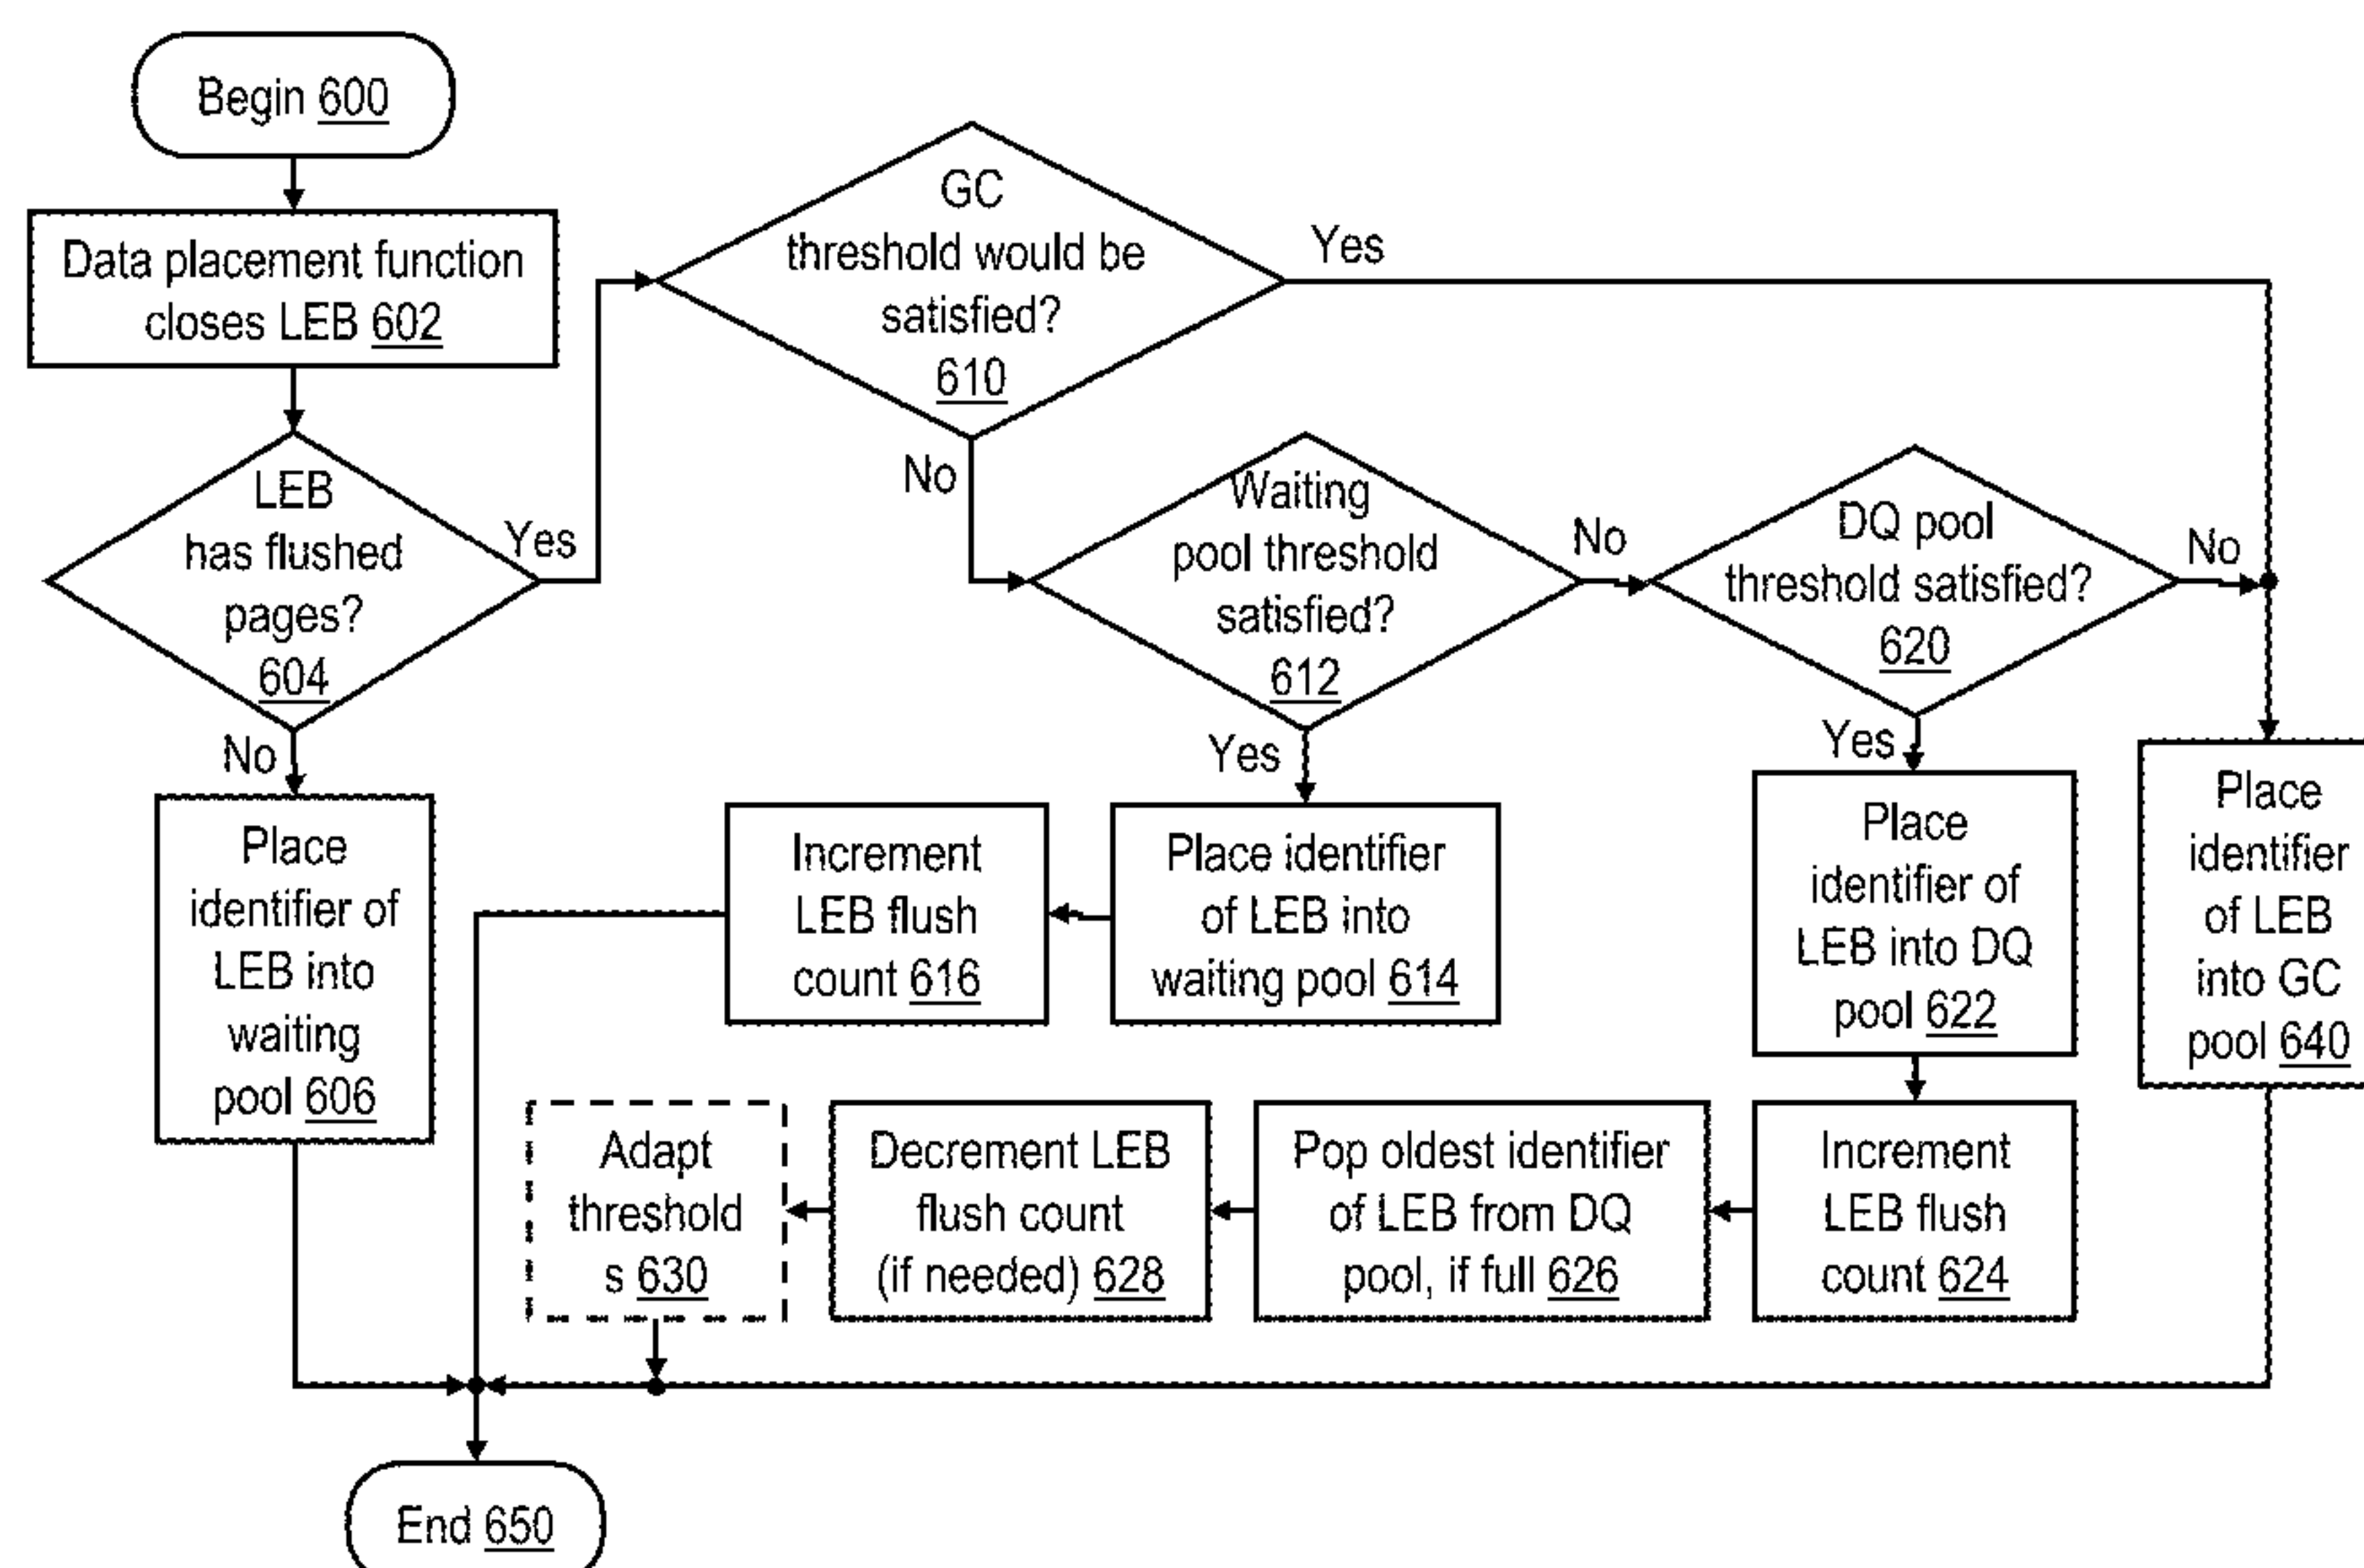 Begin 600
Data placement function
closes LEB 602
LEB
has flushed
pages?
604
Yes
No
Place
identifier of
LEB into
waiting
pool 606
GC
threshold would be
satisfied?
610
Yes
No
Waiting
pool threshold
satisfied?
612
No
Yes
DQ pool
threshold satisfied?
620
No
Yes
Place identifier
of LEB into
waiting pool 614
Increment
LEB flush
count 616
Place
identifier of
LEB into DQ
pool 622
Place
identifier
of LEB
into GC
pool 640
Increment
LEB flush
count 624
Pop oldest identifier
of LEB from DQ
pool, if full 626
Decrement LEB
flush count
(if needed) 628
Adapt
threshold
s 630
End 650